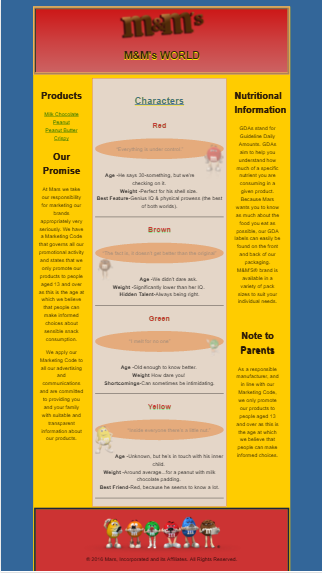 M&M's
M&M's WORLD
Products
Milk Chocolate
Peanut
Peanut Butter
Crispy
Our
Promise
At Mars we take
our responsibility
for marketing our
brands
appropriately very
seriously. We have
a Marketing Code
that governs all our
promotional activity
and states that we
only promote our
products to people
aged 13 and over
as this is the age at
which we believe
that people can
make informed
choices about
sensible snack
consumption.
We apply our
Marketing Code to
all our advertising
and
communications
and are committed
to providing you
and your family
with suitable and
transparent
information about
our products.
Characters
Red
"Everything is under control."
Age -He says 30-something, but we're
checking on it.
Weight -Perfect for his shell size.
Best Feature-Genius IQ & physical prowess (the best
of both worlds).
Brown
"The fact is, it doesn't get better than the original"
Age -We didn't dare ask.
Weight -Significantly lower than her IQ.
Hidden Talent-Always being right.
Green
Age -Old enough to know better.
Weight How dare you!
Shortcomings-Can sometimes be intimidating.
Yellow
Age -Unknown, but he's in touch with his inner
child.
Weight -Around average...for a peanut with milk
chocolate padding.
Best Friend-Red, because he seems to know a lot.
Nutritional
Information
GDAs stand for
Guideline Daily
Amounts. GDAs
aim to help you
understand how
much of a specific
nutrient you are
consuming in a
given product.
Because Mars
wants you to know
as much about the
food you eat as
possible, our GDA
labels can easily be
found on the front
and back of our
packaging.
M&M'S® brand is
available in a
variety of pack
sizes to suit your
individual needs.
Note to
Parents
As a responsible
manufacturer, and
in line with our
Marketing Code,
we only promote
our products to
people aged 13
and over as this is
the age at which
we believe that
people can make
informed choices.
© 2016 Mars, Incorporated and its Affiliates. All Rights Reserved.